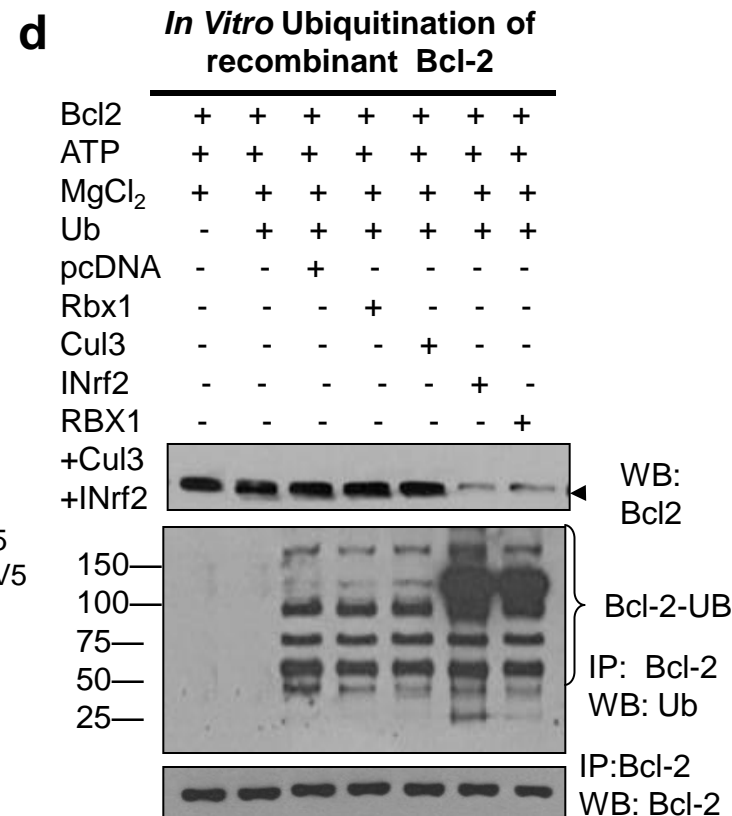 d
In Vitro Ubiquitination of
recombinant Bcl-2
Bcl2 + + + + + + +
ATP + + + + + + +
MgCl₂ + + + + + + +
Ub - + + + + + +
pcDNA - - + - - - -
Rbx1 - - - + - - -
Cul3 - - - - + - -
INrf2 - - - - - + -
RBX1 - - - - - - +
+Cul3
+INrf2
WB:
Bcl2
5
V5
150
100
75
50
25
Bcl-2-UB
IP: Bcl-2
WB: Ub
IP:Bcl-2
WB: Bcl-2